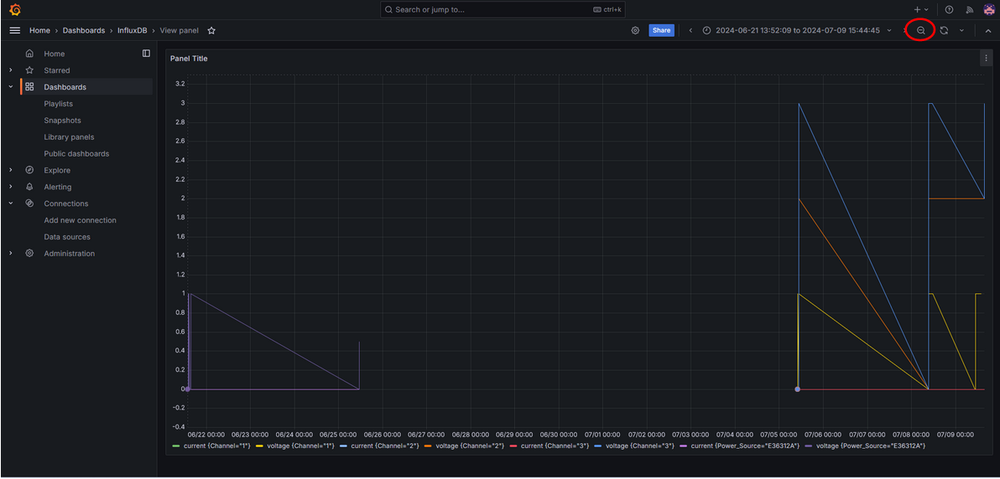 Search or jump to... ctrl+k
Home › Dashboards › InfluxDB › View panel
Share
2024-06-21 13:52:09 to 2024-07-09 15:44:45
Home
Starred
Dashboards
Playlists
Snapshots
Library panels
Public dashboards
Explore
Alerting
Connections
Add new connection
Data sources
Administration
Panel Title
3.2
3
2.8
2.6
2.4
2.2
2
1.8
1.6
1.4
1.2
1
0.8
0.6
0.4
0.2
0
-0.2
-0.4
06/22 00:00 06/23 00:00 06/24 00:00 06/25 00:00 06/26 00:00 06/27 00:00 06/28 00:00 06/29 00:00 06/30 00:00 07/01 00:00 07/02 00:00 07/03 00:00 07/04 00:00 07/05 00:00 07/06 00:00 07/07 00:00 07/08 00:00 07/09 00:00
current {Channel="1"} voltage {Channel="1"} current {Channel="2"} voltage {Channel="2"} current {Channel="3"} voltage {Channel="3"} current {Power_Source="E36312A"} voltage {Power_Source="E36312A"}